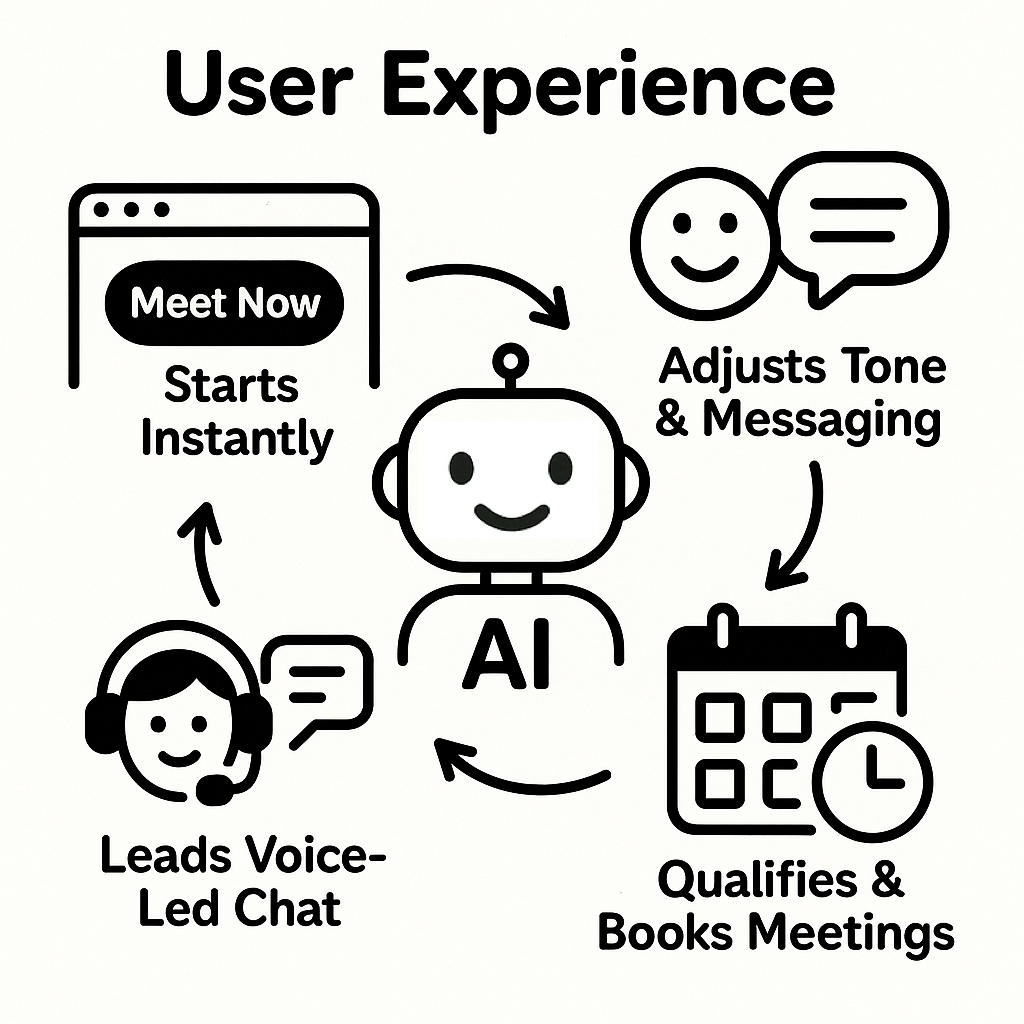 User Experience
Meet Now
Starts
Instantly
Adjusts Tone
& Messaging
AI
Leads Voice-
Led Chat
Qualifies &
Books Meetings